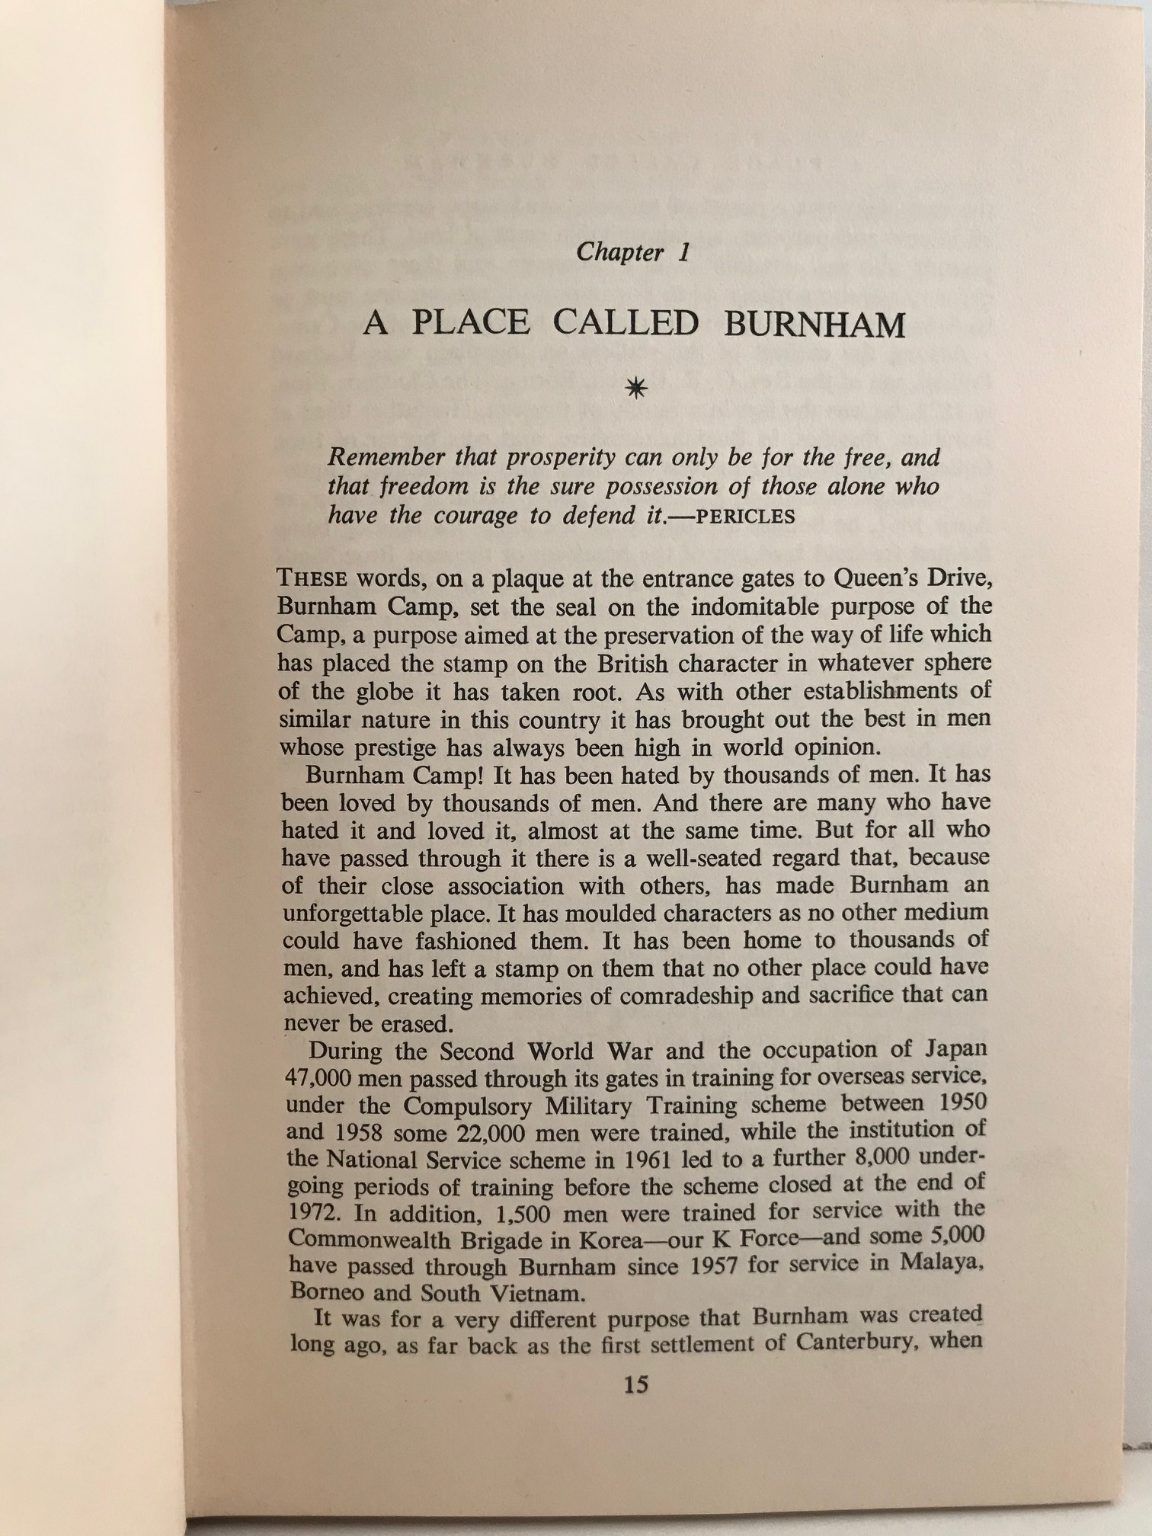 Chapter 1
A PLACE CALLED BURNHAM
Remember that prosperity can only be for the free, and
that freedom is the sure possession of those alone who
have the courage to defend it.—PERICLES
THESE words, on a plaque at the entrance gates to Queen's Drive,
Burnham Camp, set the seal on the indomitable purpose of the
Camp, a purpose aimed at the preservation of the way of life which
has placed the stamp on the British character in whatever sphere
of the globe it has taken root. As with other establishments of
similar nature in this country it has brought out the best in men
whose prestige has always been high in world opinion.
Burnham Camp! It has been hated by thousands of men. It has
been loved by thousands of men. And there are many who have
hated it and loved it, almost at the same time. But for all who
have passed through it there is a well-seated regard that, because
of their close association with others, has made Burnham an
unforgettable place. It has moulded characters as no other medium
could have fashioned them. It has been home to thousands of
men, and has left a stamp on them that no other place could have
achieved, creating memories of comradeship and sacrifice that can
never be erased.
During the Second World War and the occupation of Japan
47,000 men passed through its gates in training for overseas service,
under the Compulsory Military Training scheme between 1950
and 1958 some 22,000 men were trained, while the institution of
the National Service scheme in 1961 led to a further 8,000 under-
going periods of training before the scheme closed at the end of
1972. In addition, 1,500 men were trained for service with the
Commonwealth Brigade in Korea—our K Force—and some 5,000
have passed through Burnham since 1957 for service in Malaya,
Borneo and South Vietnam.
It was for a very different purpose that Burnham was created
long ago, as far back as the first settlement of Canterbury, when
15